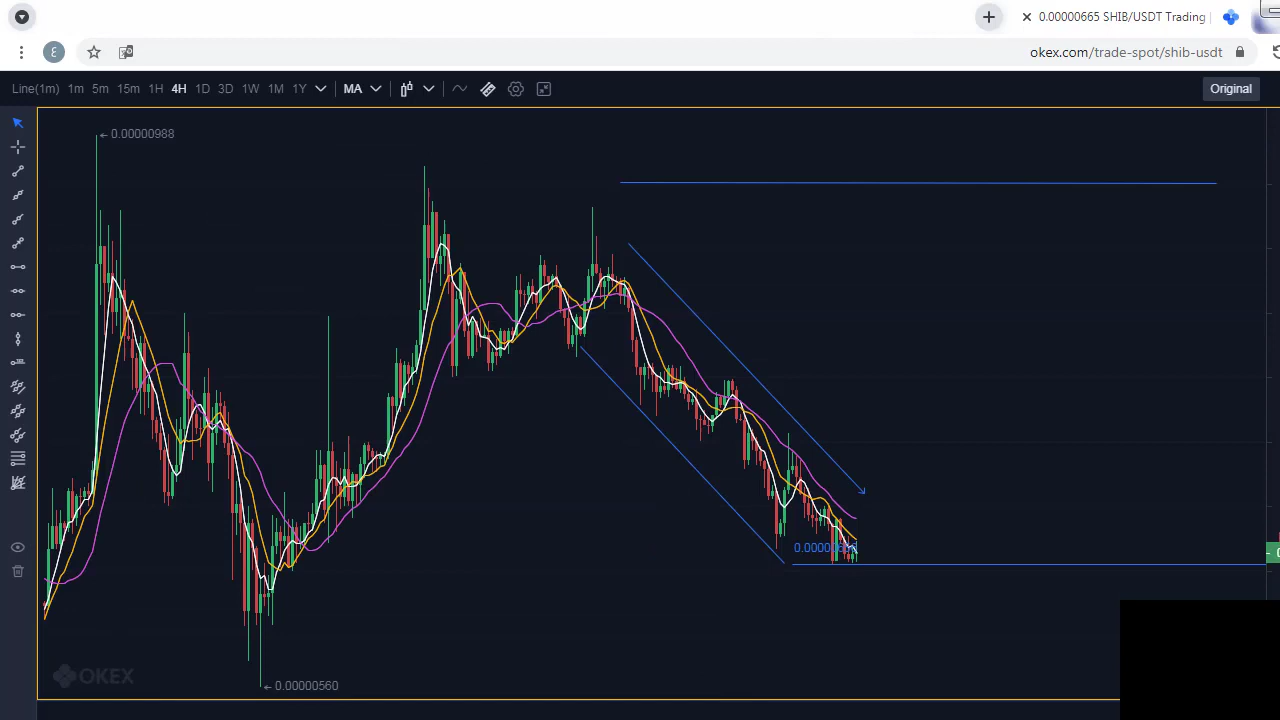 0.00000665 SHIB/USDT Trading
ع
okex.com/trade-spot/shib-usdt
Line(1m) 1m 5m 15m 1H 4H 1D 3D 1W 1M 1Y MA Original
0.00000988
0.00000560
OKEX